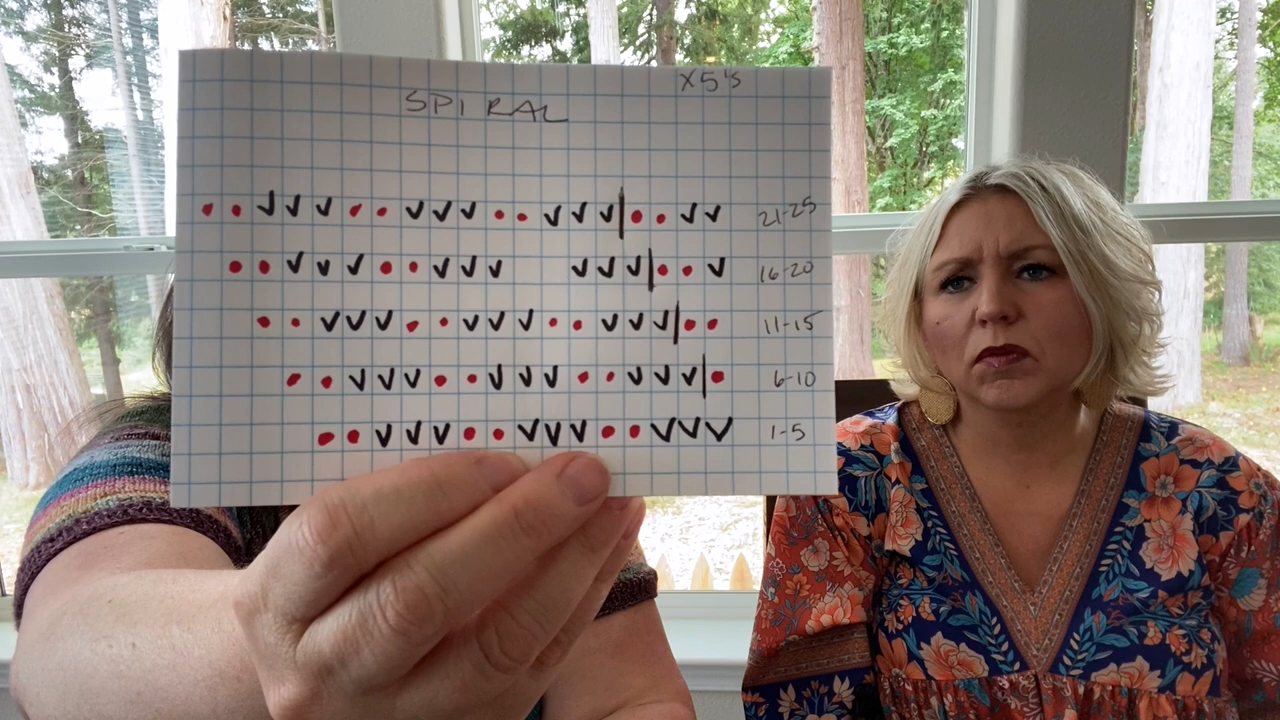 SPIRAL X5's
• • V V V • • V V V • • V V V | • • V V 21-25
• • V V V • • V V V V V V | • • V 16-20
• • V V V • • V V V • • V V V | • • 11-15
• • V V V • • V V V • • V V V | • 6-10
• • V V V • • V V V • • V V V 1-5